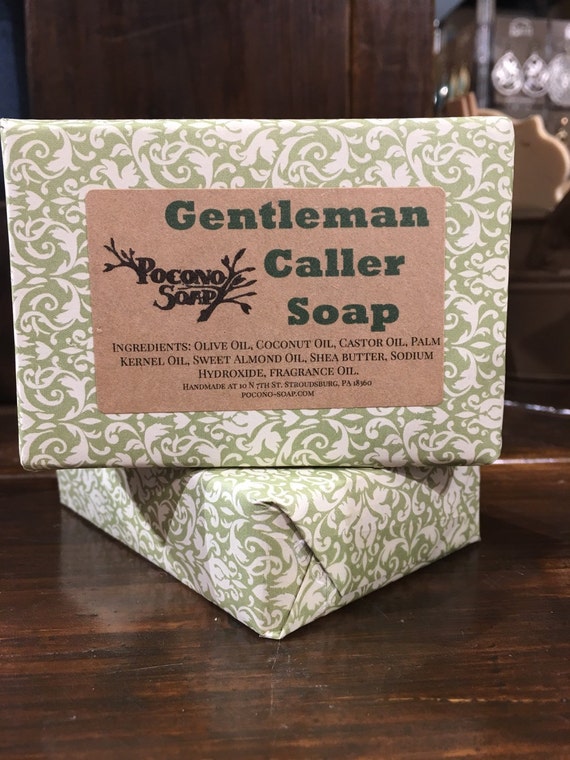 Gentleman
Pocono
Soap
Caller
Soap
Ingredients: Olive Oil, Coconut Oil, Castor Oil, Palm
Kernel Oil, Sweet Almond Oil, Shea butter, Sodium
Hydroxide, fragrance Oil.
Handmade at 10 N 7th St. Stroudsburg, PA 18360
pocono-soap.com